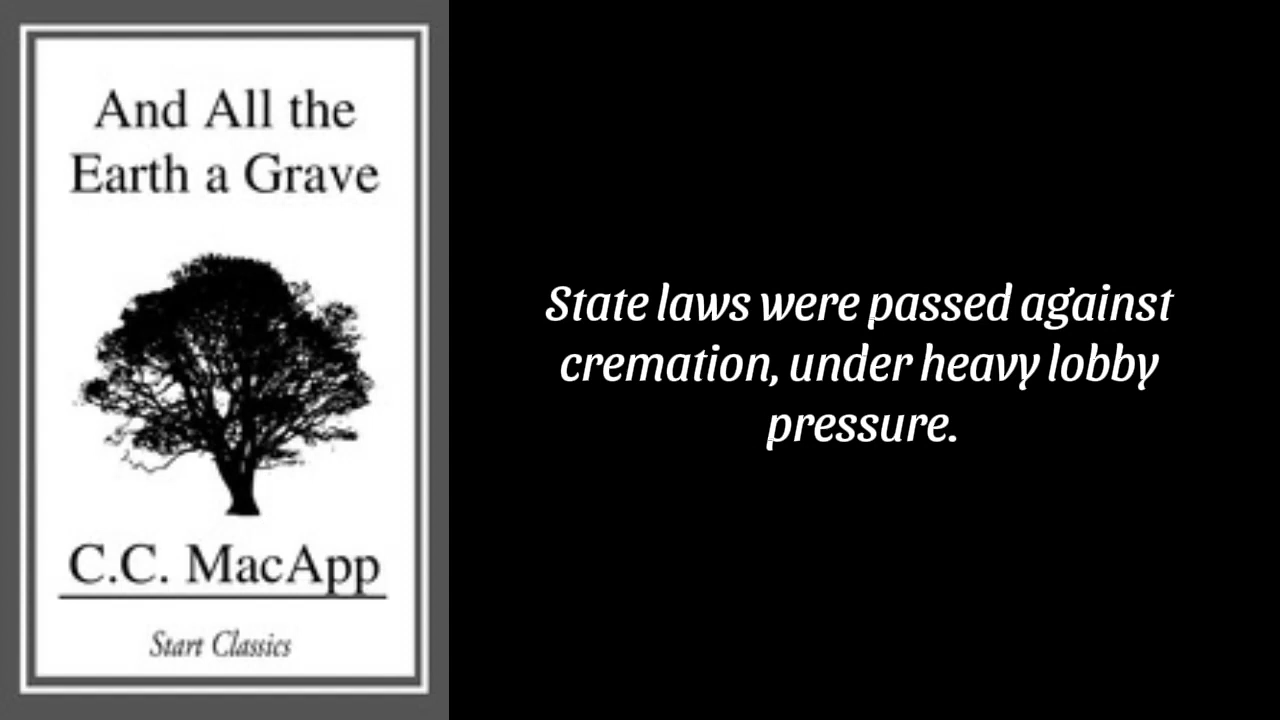 And All the
Earth a Grave
C.C. MacApp
Start Classics
State laws were passed against
cremation, under heavy lobby
pressure.